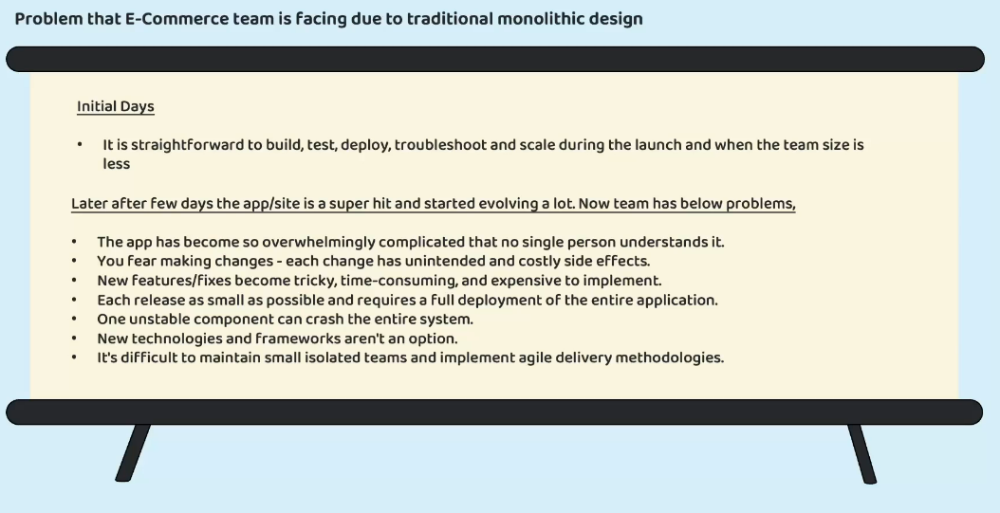 Problem that E-Commerce team is facing due to traditional monolithic design
Initial Days
• It is straightforward to build, test, deploy, troubleshoot and scale during the launch and when the team size is
less
Later after few days the app/site is a super hit and started evolving a lot. Now team has below problems,
• The app has become so overwhelmingly complicated that no single person understands it.
• You fear making changes - each change has unintended and costly side effects.
• New features/fixes become tricky, time-consuming, and expensive to implement.
• Each release as small as possible and requires a full deployment of the entire application.
• One unstable component can crash the entire system.
• New technologies and frameworks aren't an option.
• It's difficult to maintain small isolated teams and implement agile delivery methodologies.